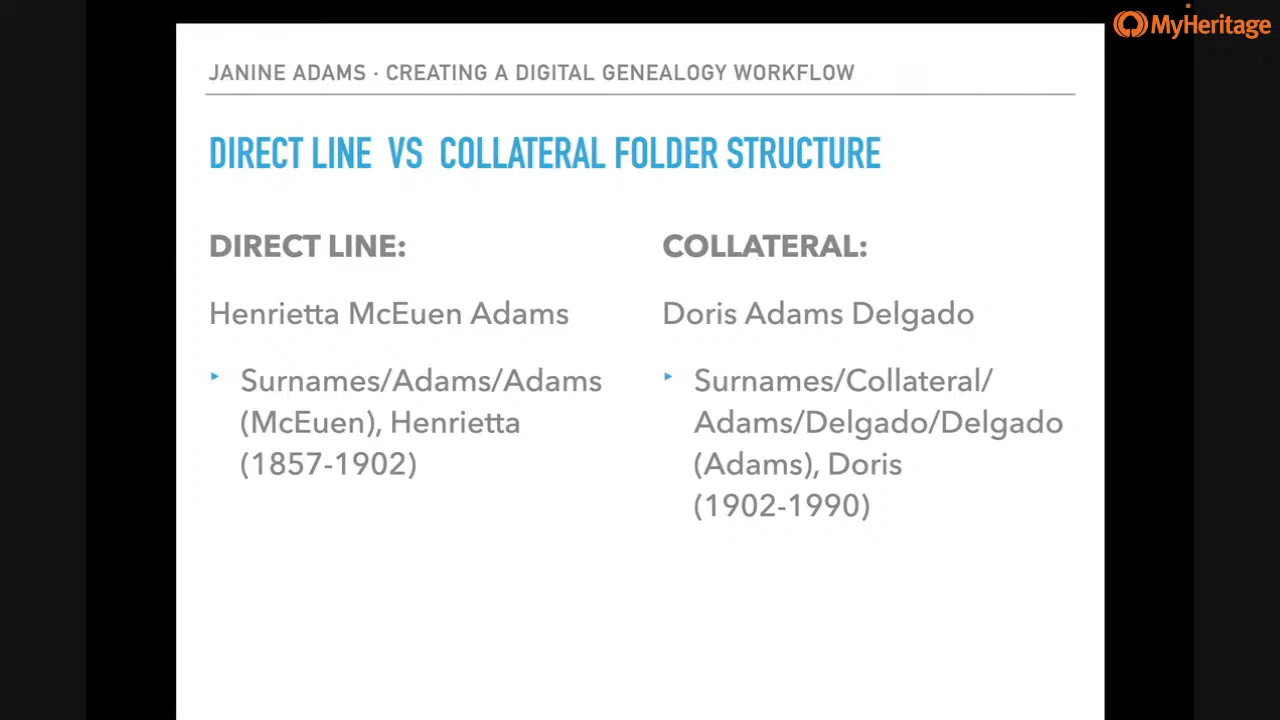 MyHeritage
JANINE ADAMS · CREATING A DIGITAL GENEALOGY WORKFLOW
DIRECT LINE VS COLLATERAL FOLDER STRUCTURE
DIRECT LINE:
Henrietta McEuen Adams
‣ Surnames/Adams/Adams
(McEuen), Henrietta
(1857-1902)
COLLATERAL:
Doris Adams Delgado
‣ Surnames/Collateral/
Adams/Delgado/Delgado
(Adams), Doris
(1902-1990)